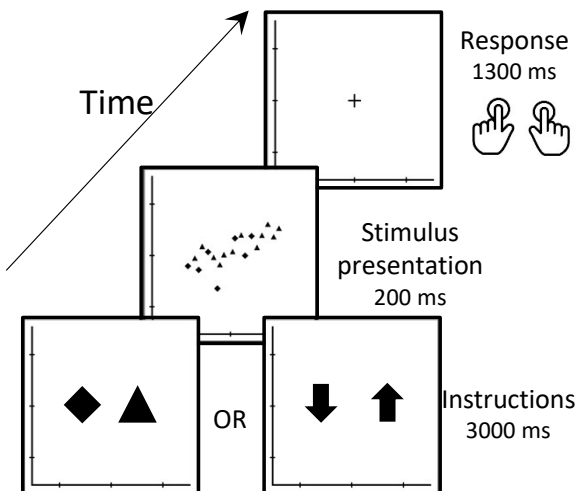 Time
Response
1300 ms
Stimulus
presentation
200 ms
OR
Instructions
3000 ms